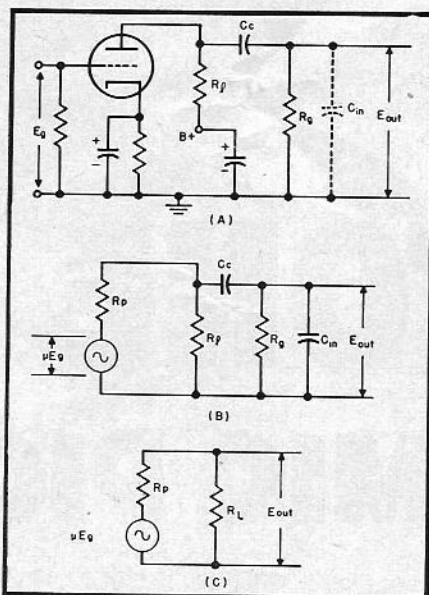 Cc
Rℓ
Eg
B+
Rg
Cin
Eout
+
-
+
-
(A)
Cc
Rp
Rℓ
μEg
Rg
Cin
Eout
(B)
Rp
RL
Eout
μEg
(C)